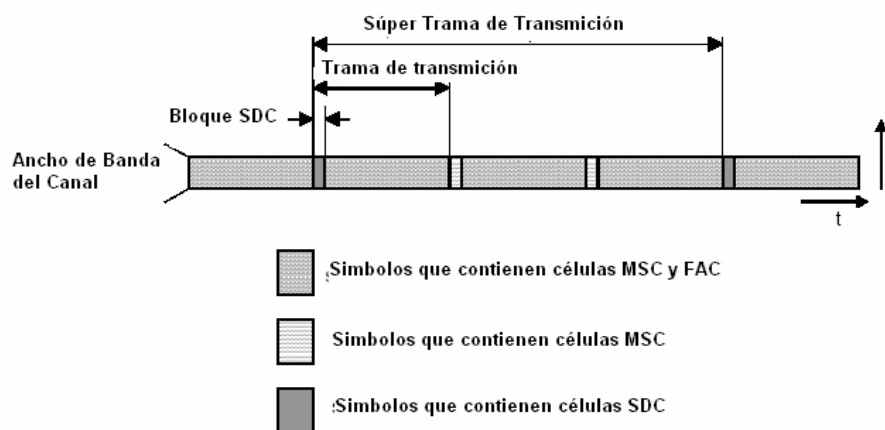 Súper Trama de Transmición
Trama de transmición
Bloque SDC
Ancho de Banda
del Canal
t
Simbolos que contienen células MSC y FAC
Simbolos que contienen células MSC
Simbolos que contienen células SDC